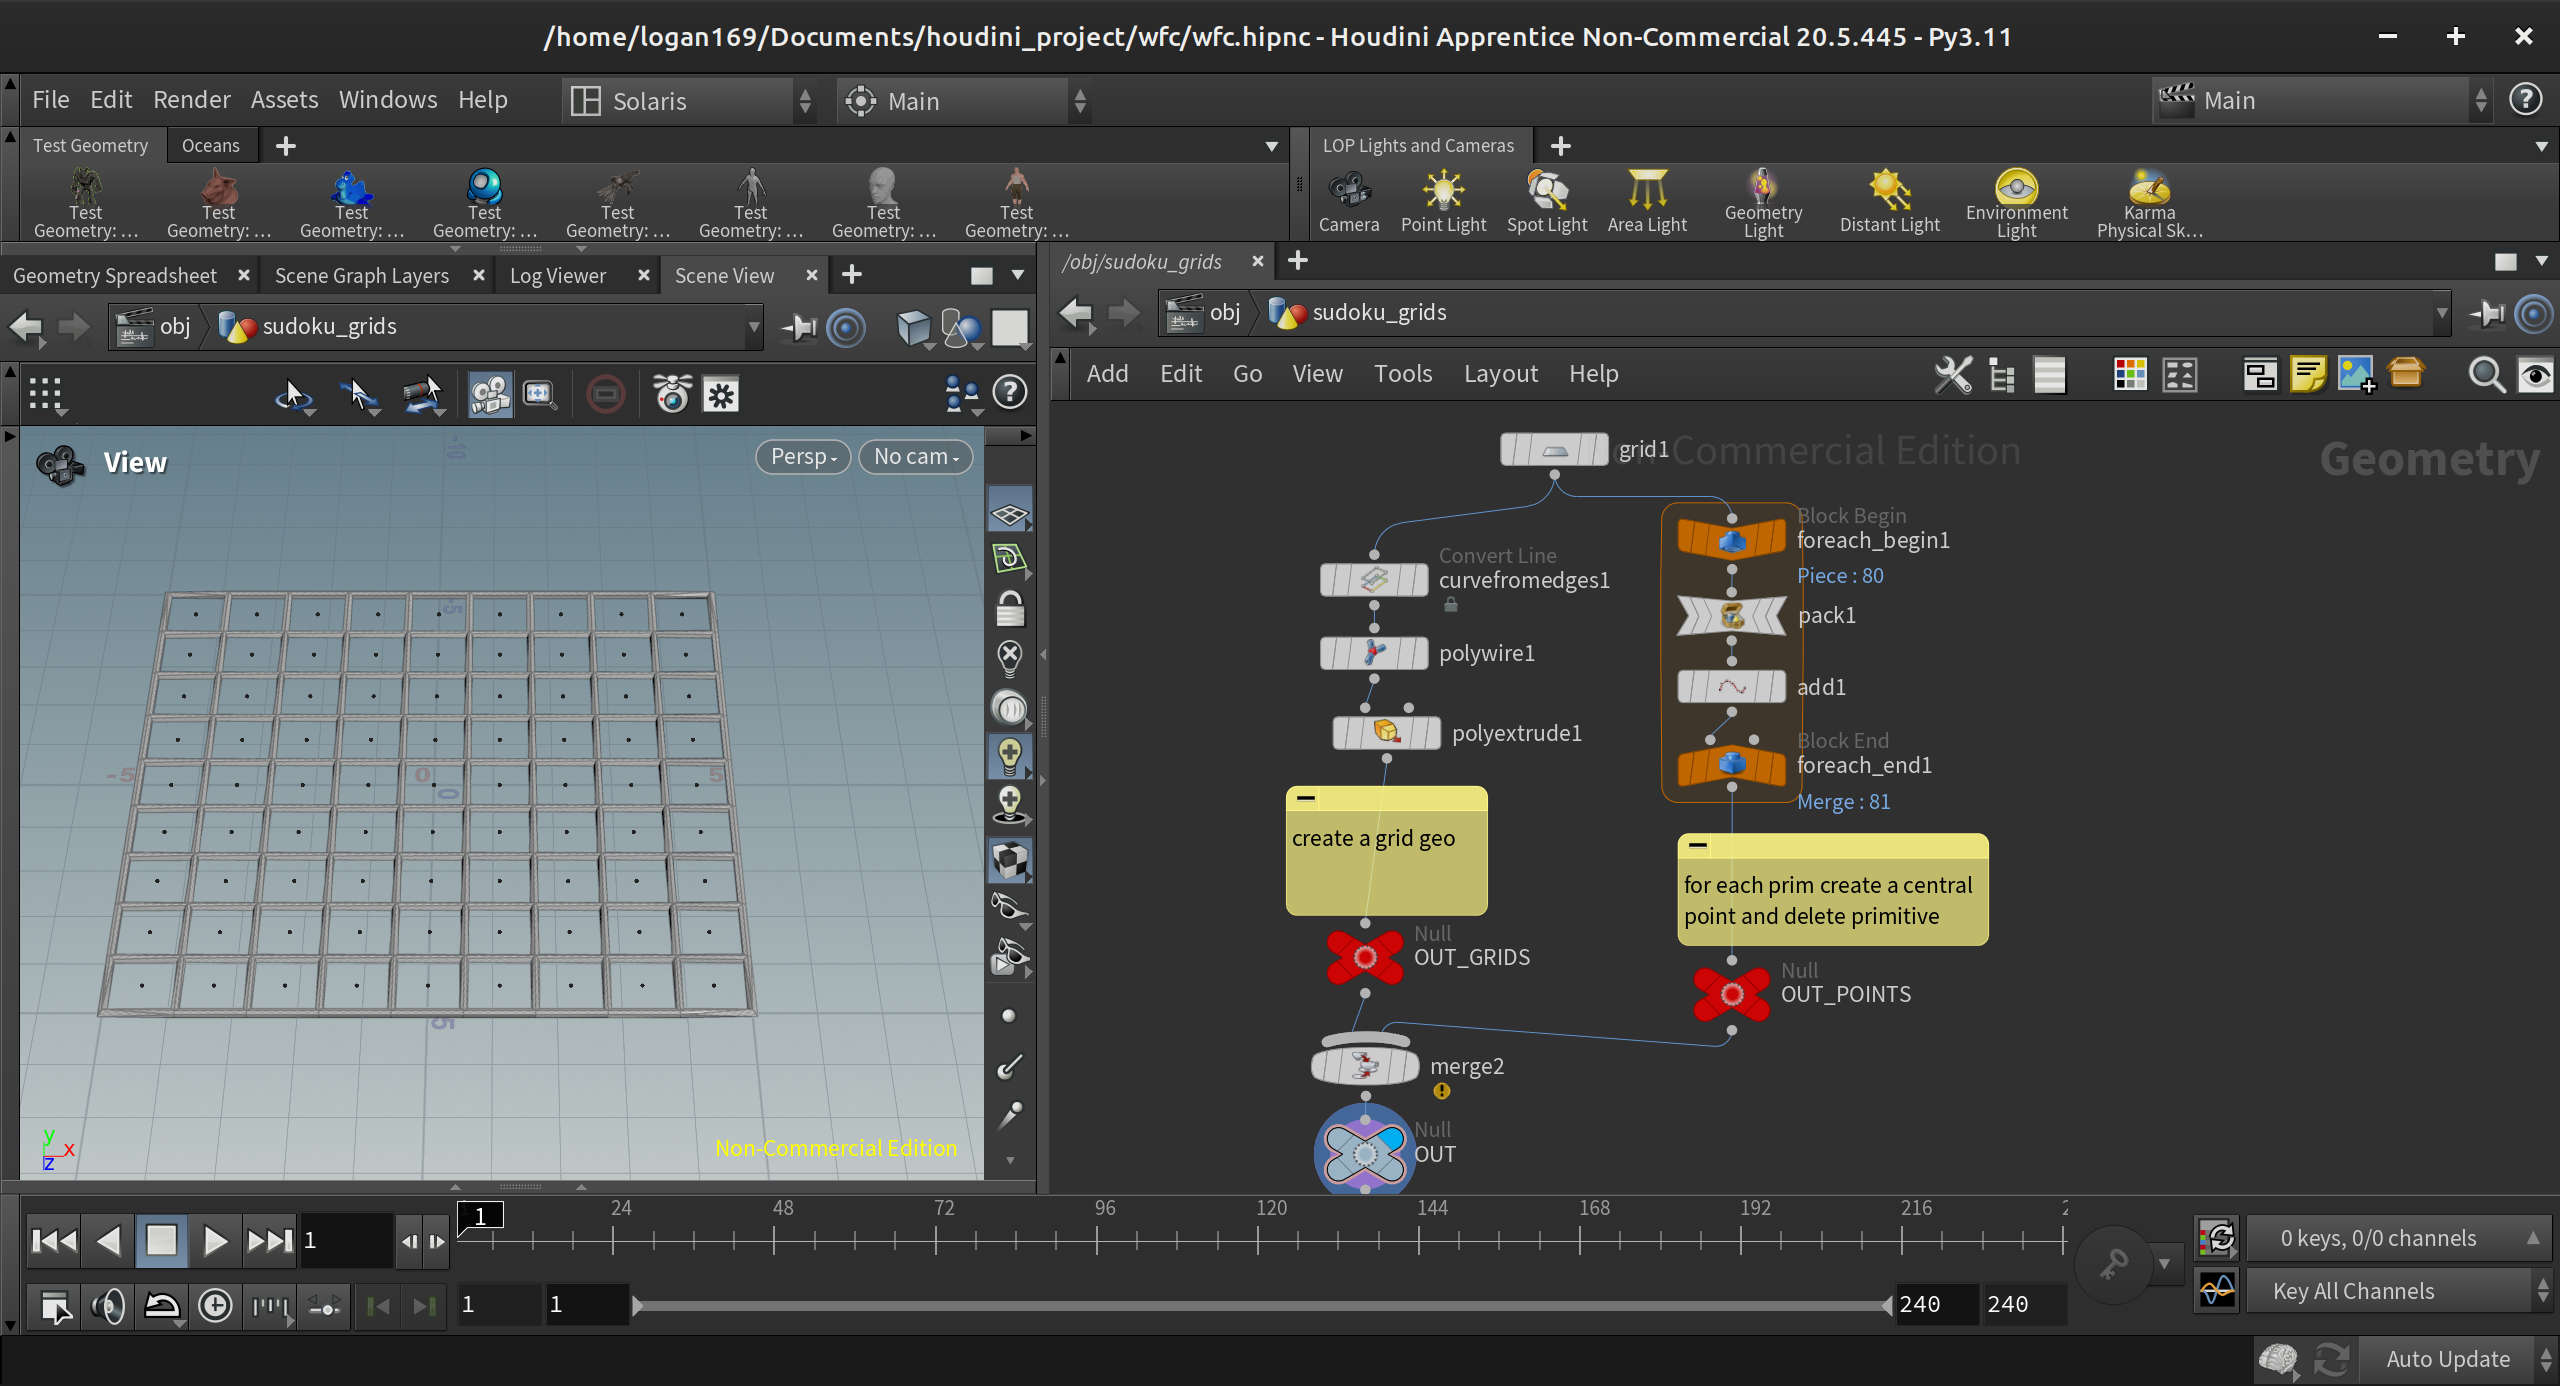 /home/logan169/Documents/houdini_project/wfc/wfc.hipnc - Houdini Apprentice Non-Commercial 20.5.445 - Py3.11
File Edit Render Assets Windows Help Solaris Main Main
Test Geometry Oceans
LOP Lights and Cameras
Test Geometry: ...
Test Geometry: ...
Test Geometry: ...
Test Geometry: ...
Test Geometry: ...
Test Geometry: ...
Test Geometry: ...
Test Geometry: ...
Camera
Point Light
Spot Light
Area Light
Geometry Light
Distant Light
Environment Light
Karma Physical Sk...
Geometry Spreadsheet Scene Graph Layers Log Viewer Scene View
obj sudoku_grids
View
Persp
No cam
-10
-5
-5
0
5
0
5
y
x
z
Non-Commercial Edition
/obj/sudoku_grids
obj sudoku_grids
Add Edit Go View Tools Layout Help
Commercial Edition
Geometry
grid1
Block Begin
foreach_begin1
Piece : 80
Convert Line
curvefromedges1
pack1
polywire1
add1
polyextrude1
Block End
foreach_end1
Merge : 81
create a grid geo
for each prim create a central
point and delete primitive
Null
OUT_GRIDS
Null
OUT_POINTS
merge2
Null
OUT
1
1 24 48 72 96 120 144 168 192 216
0 keys, 0/0 channels
1 1 240 240
Key All Channels
Auto Update